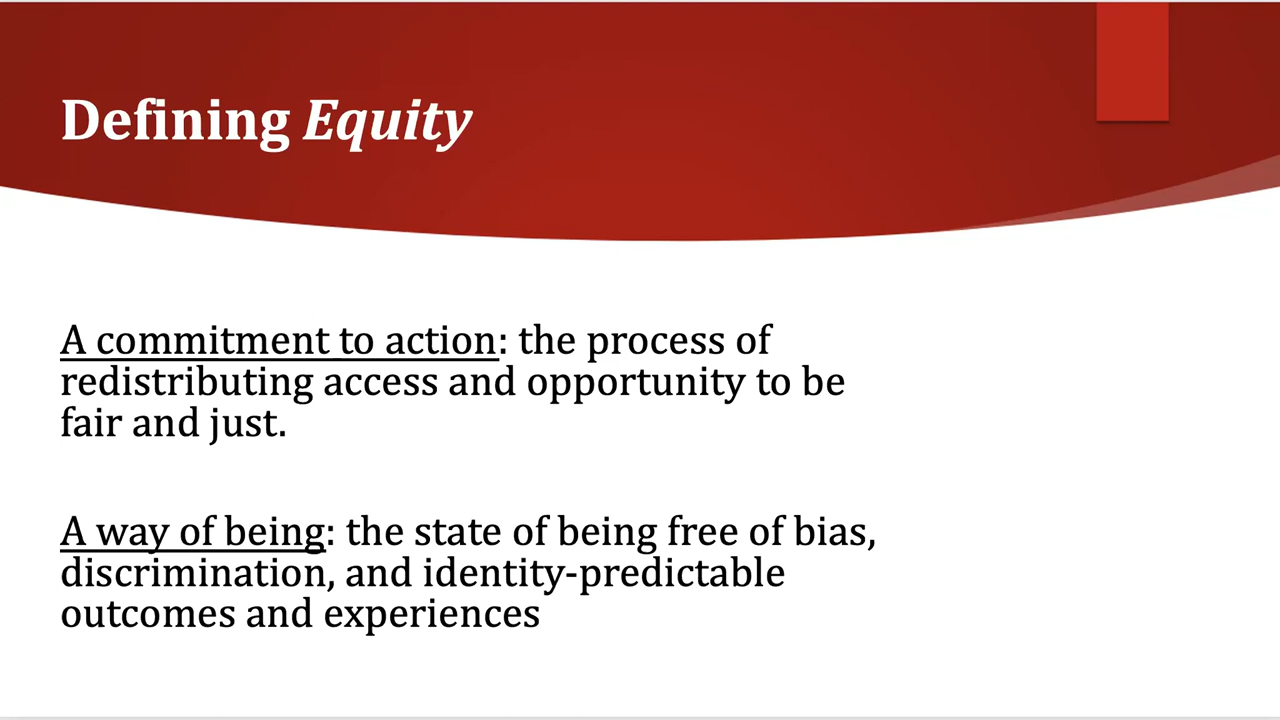 Defining Equity
A commitment to action: the process of
redistributing access and opportunity to be
fair and just.
A way of being: the state of being free of bias,
discrimination, and identity-predictable
outcomes and experiences